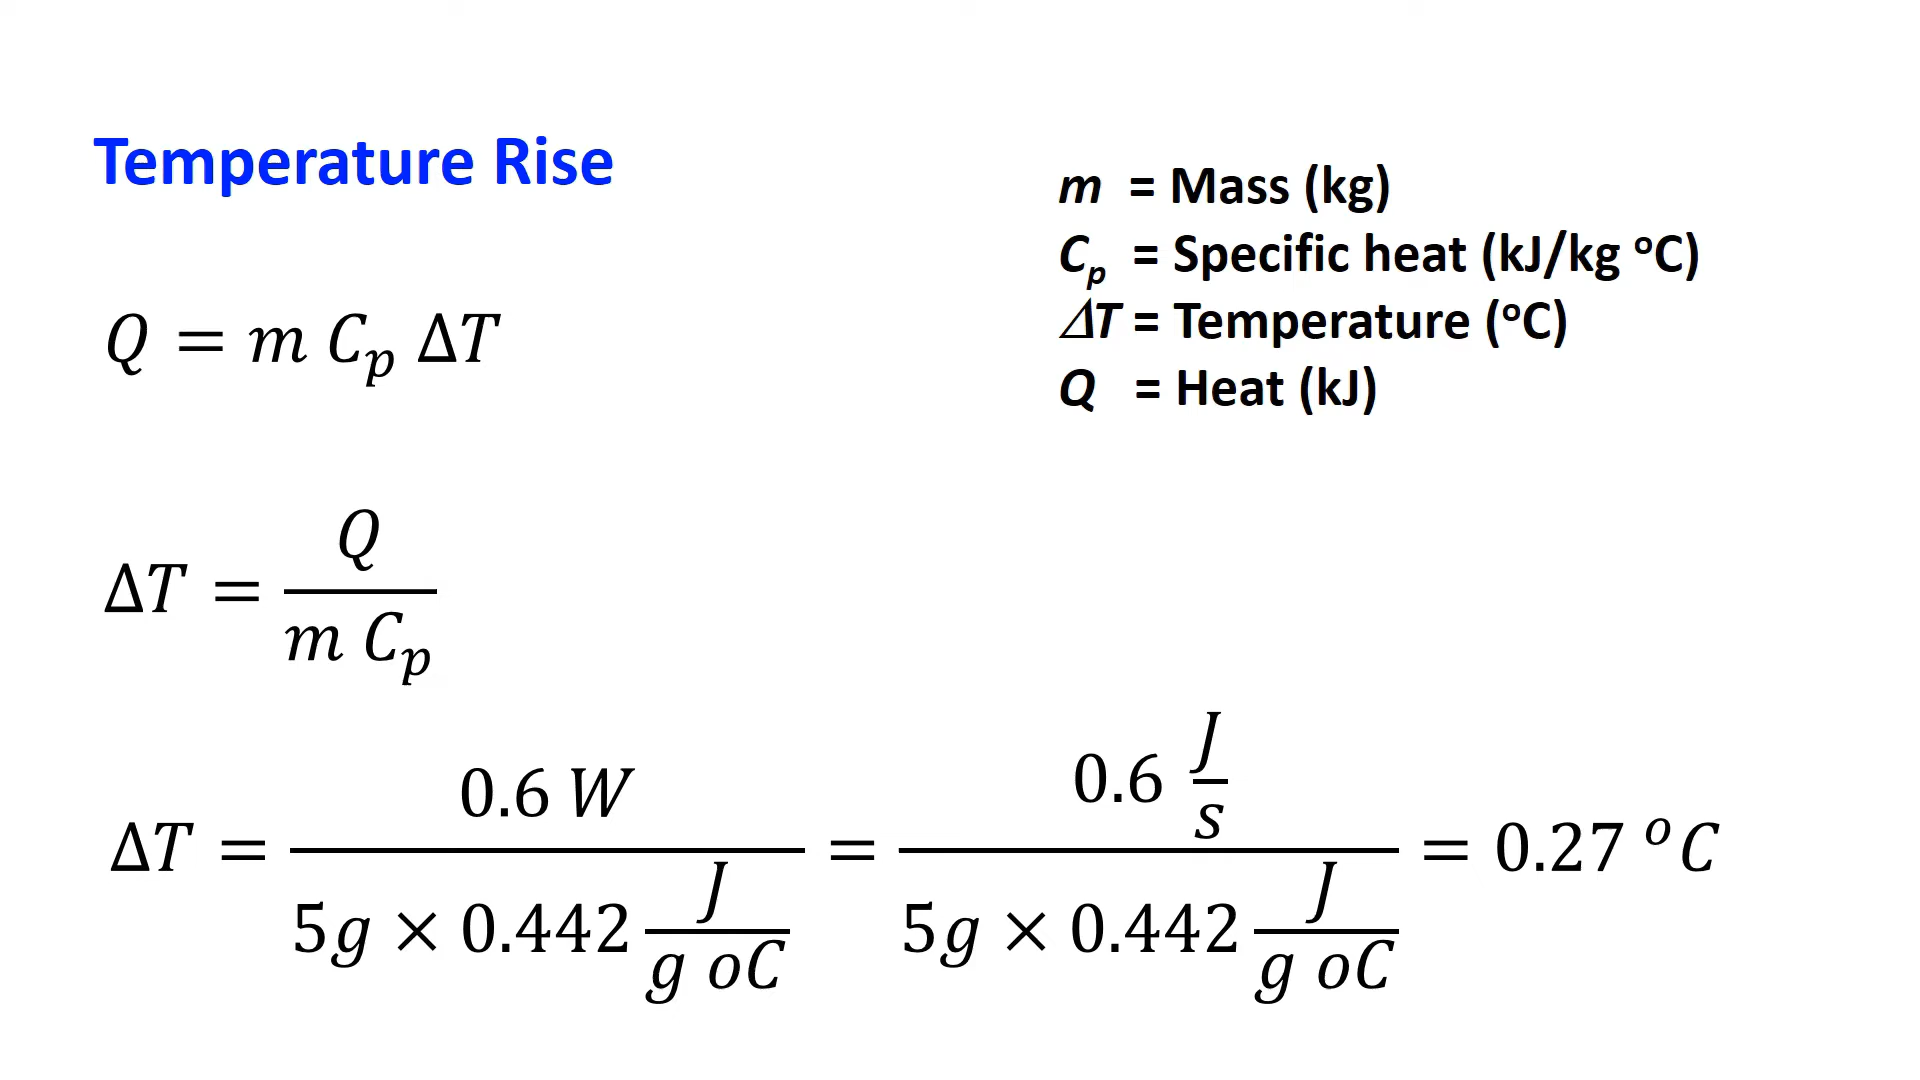 Temperature Rise
m = Mass (kg)
Cp = Specific heat (kJ/kg °C)
ΔT = Temperature (°C)
Q = Heat (kJ)
Q = m Cp ΔT
ΔT = Q / m Cp
ΔT = 0.6 W / 5g × 0.442 J / g oC = 0.6 J / s / 5g × 0.442 J / g oC = 0.27 °C